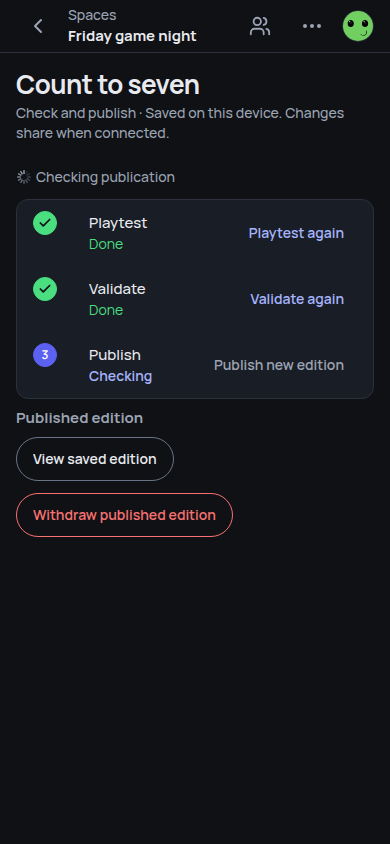 Spaces
Friday game night
Count to seven
Check and publish · Saved on this device. Changes
share when connected.
Checking publication
Playtest
Done
Playtest again
Validate
Done
Validate again
3
Publish
Checking
Publish new edition
Published edition
View saved edition
Withdraw published edition